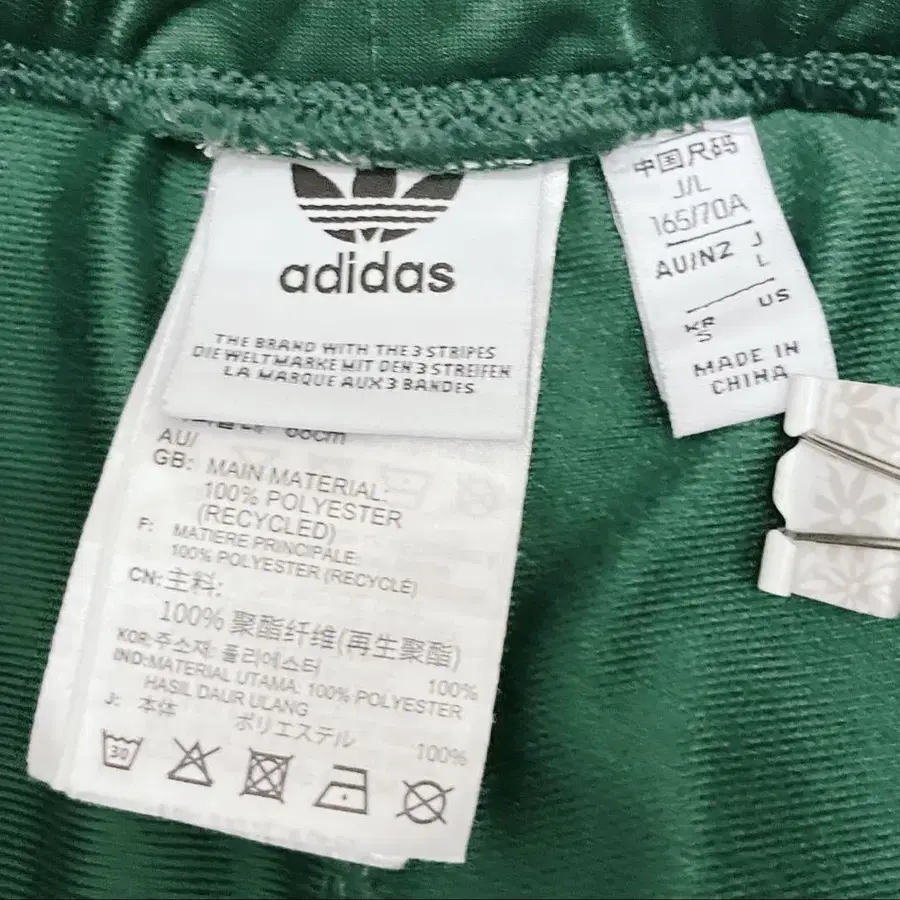 adidas
THE BRAND WITH THE 3 STRIPES
DIE WELTMARKE MIT DEN 3 STREIFEN
LA MARQUE AUX 3 BANDES
AU/
GB: MAIN MATERIAL:
100% POLYESTER
(RECYCLED)
F: MATIERE PRINCIPALE:
100% POLYESTER (RECYCLÉ)
CN: 主料:
100% 聚酯纤维(再生聚酯)
KOR: 주소재: 폴리에스터 100%
IND: MATERIAL UTAMA: 100% POLYESTER
HASIL DAUR ULANG
J: 本体 ポリエステル 100%
30
中国尺码
J/L
165/70A
AU/NZ J
L
US
KR
S
MADE IN
CHINA